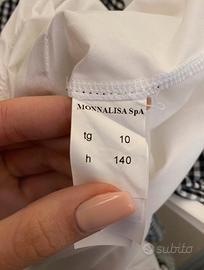 MONNALISA SpA
tg 10
h 140
subito